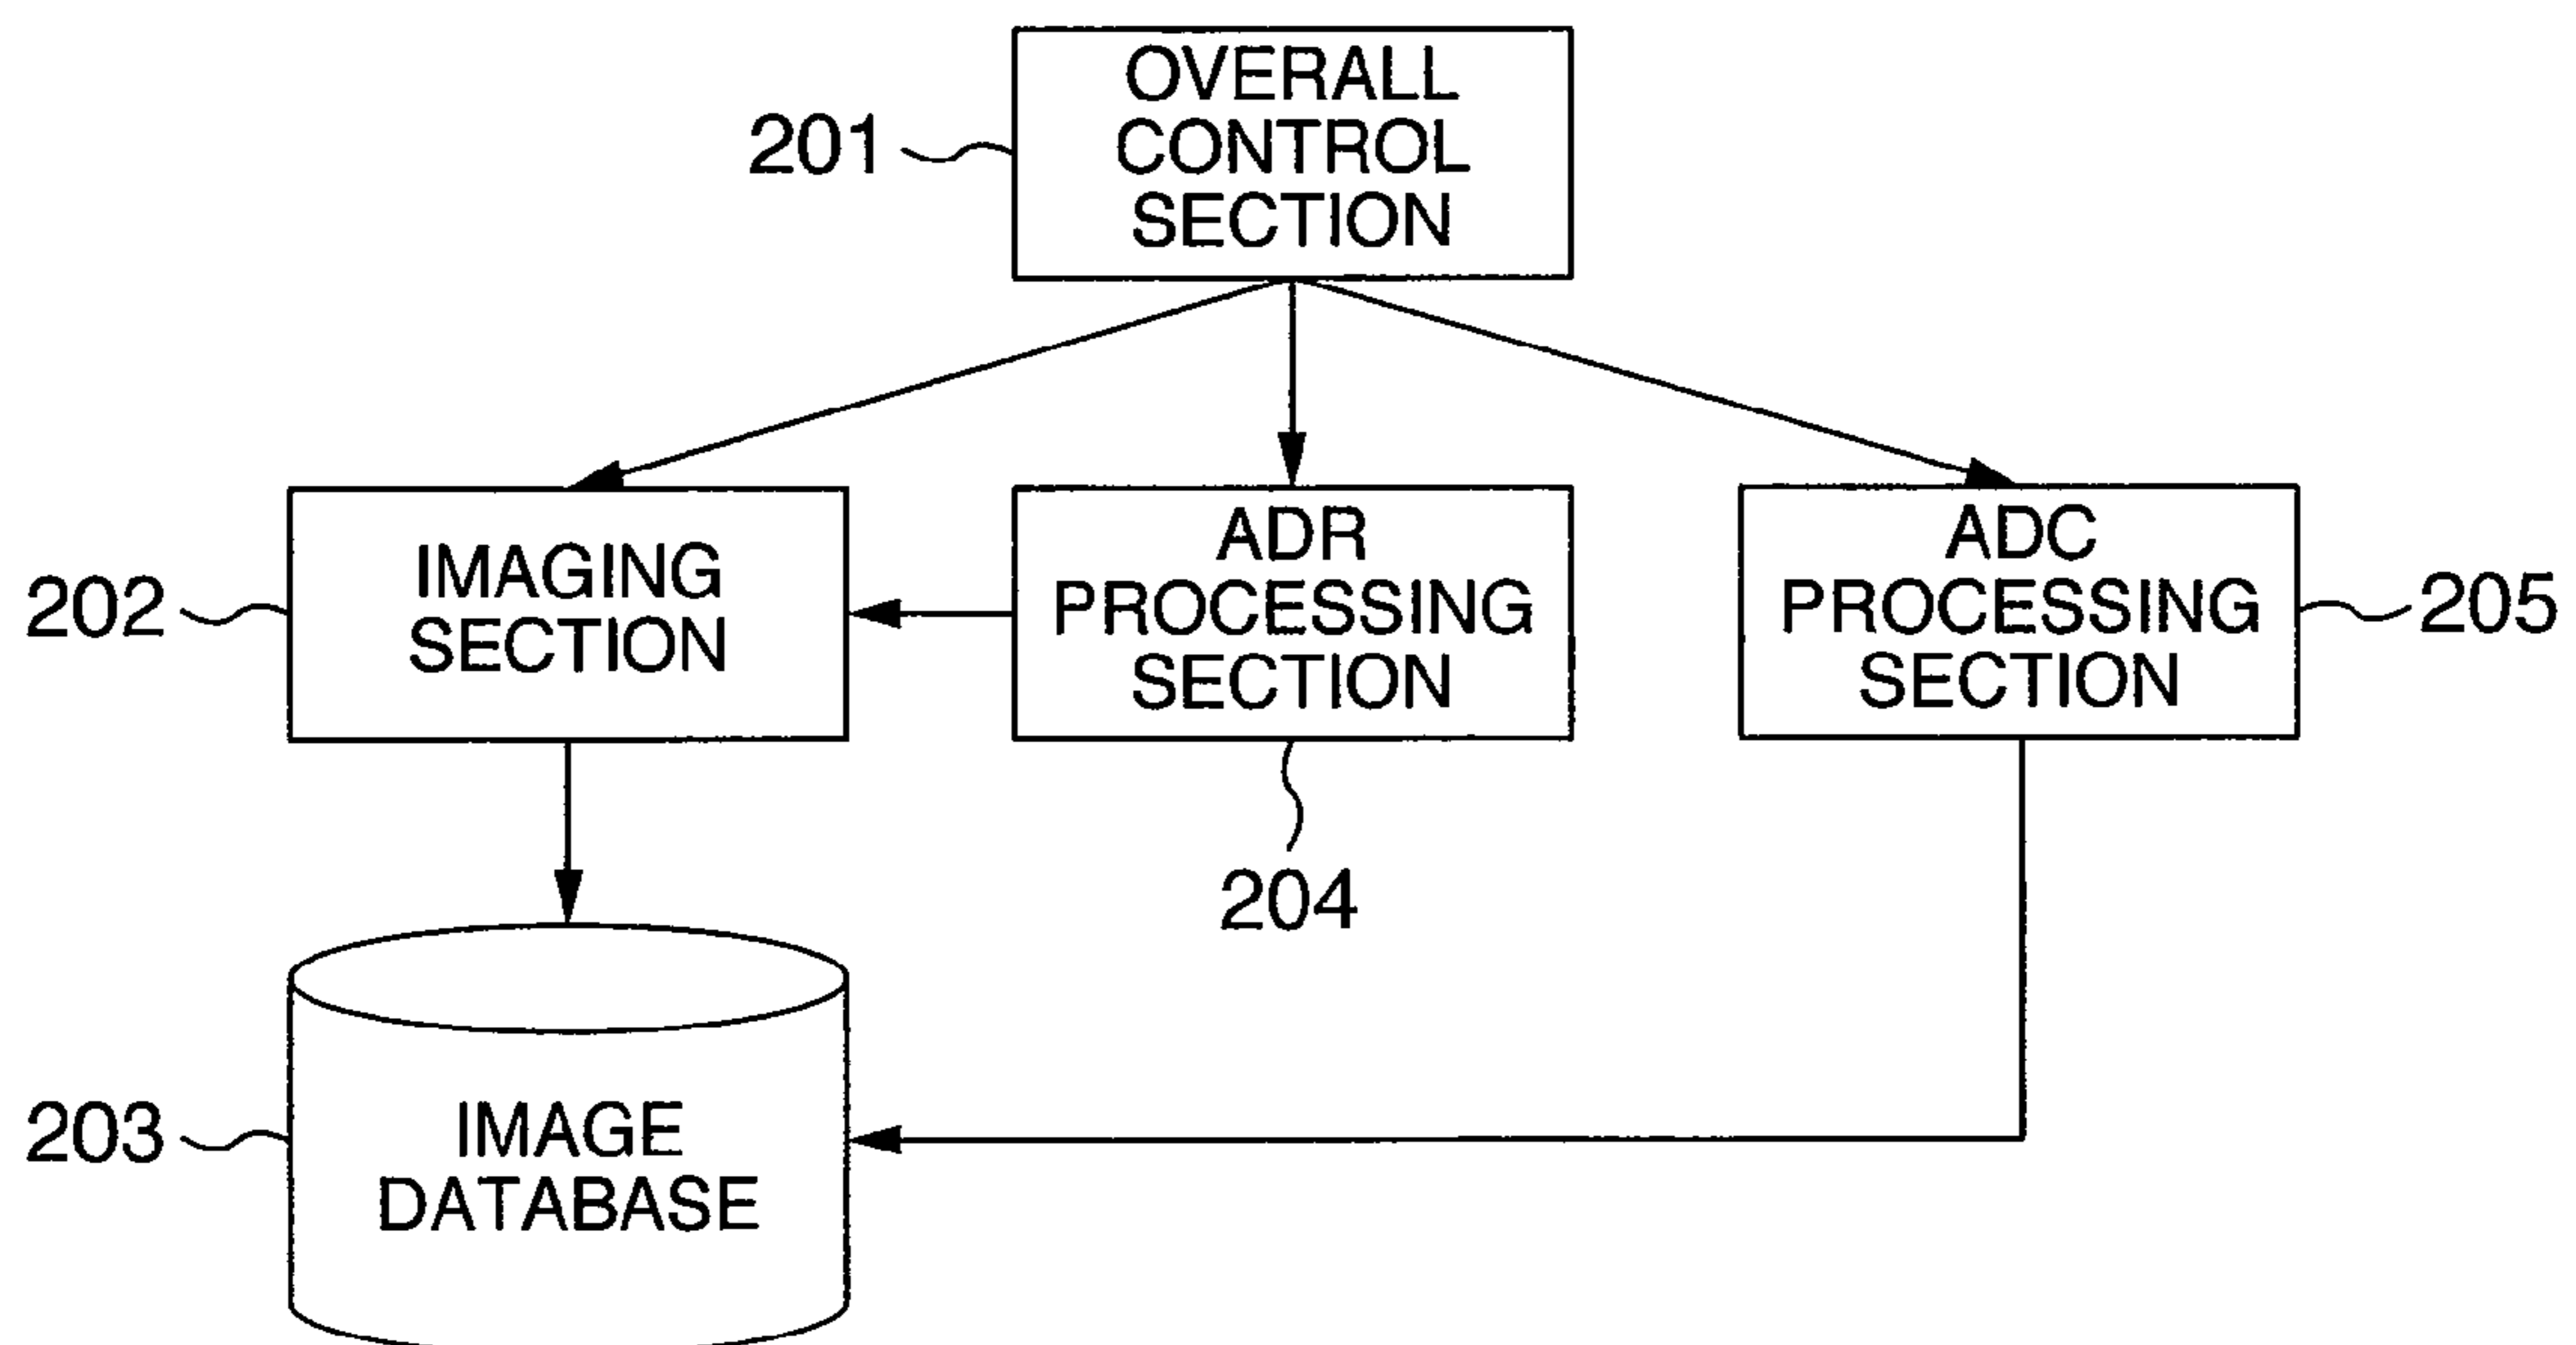 OVERALL
CONTROL
SECTION
201
IMAGING
SECTION
202
ADR
PROCESSING
SECTION
204
ADC
PROCESSING
SECTION
205
IMAGE
DATABASE
203